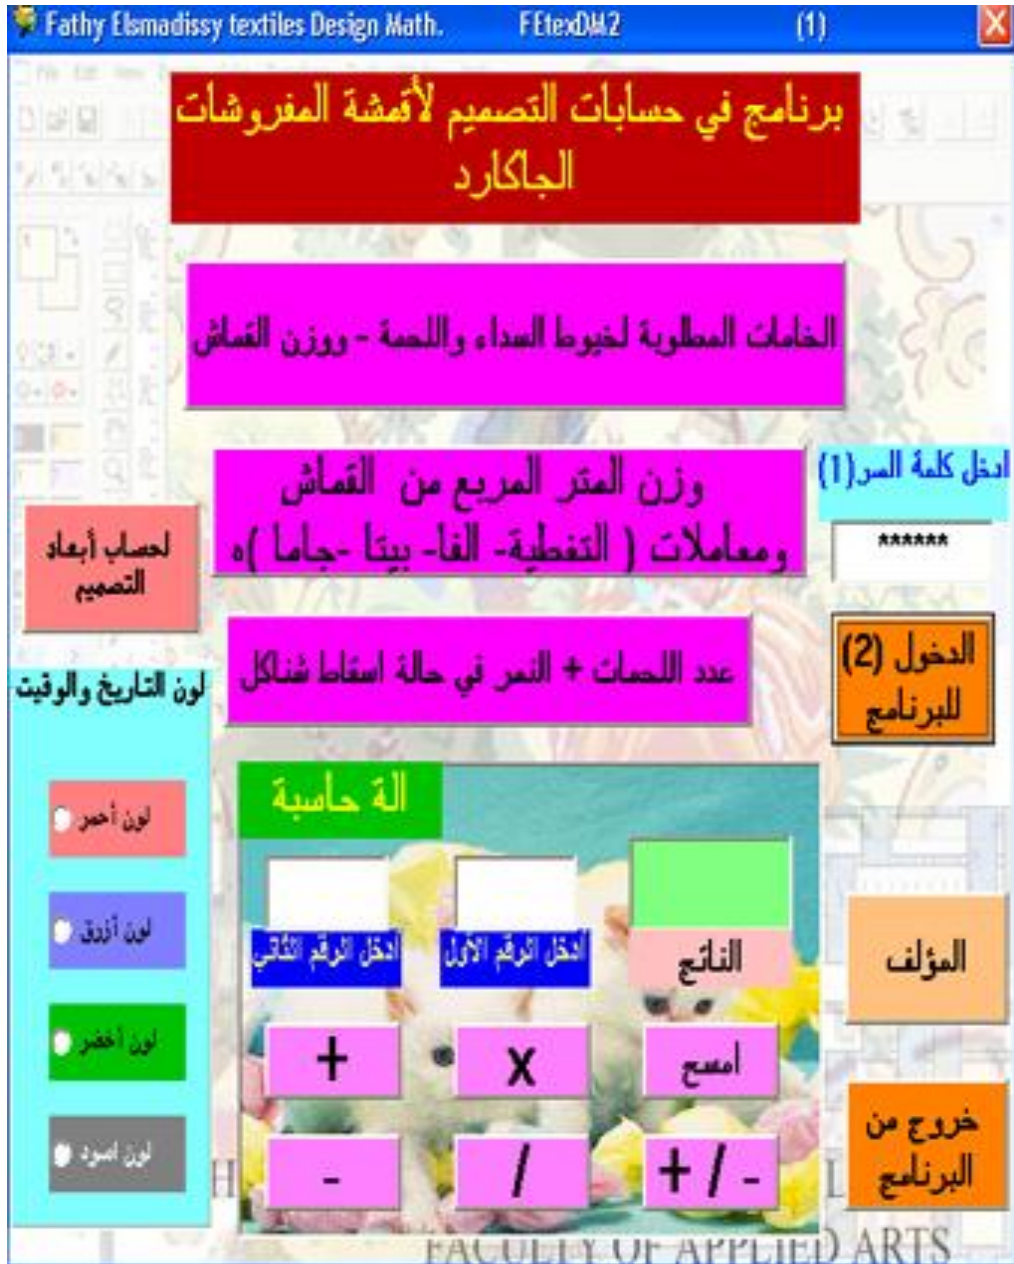 Fathy Elsmadissy textiles Design Math. FEtexDM2 (1)
برنامج في حسابات التصميم لأقمشة المفروشات
الجاكارد
الخامات المطلوبة لخيوط السداء واللحمة - ووزن القماش
وزن المتر المربع من القماش
ومعاملات ( التغطية- الفا- بيتا -جاما )ه
ادخل كلمة السر(1)
******
لحساب أبعاد
التصميم
عدد اللحمات + النمر في حالة اسقاط شناكل
الدخول (2)
للبرنامج
لون التاريخ والوقيت
لون أحمر
لون أزرق
لون أخضر
لون اسود
الة حاسبة
أدخل الرقم الأول
أدخل الرقم الثاني
الناتج
+
x
امسح
-
/
+ / -
المؤلف
خروج من
البرنامج
FACULTY OF APPLIED ARTS